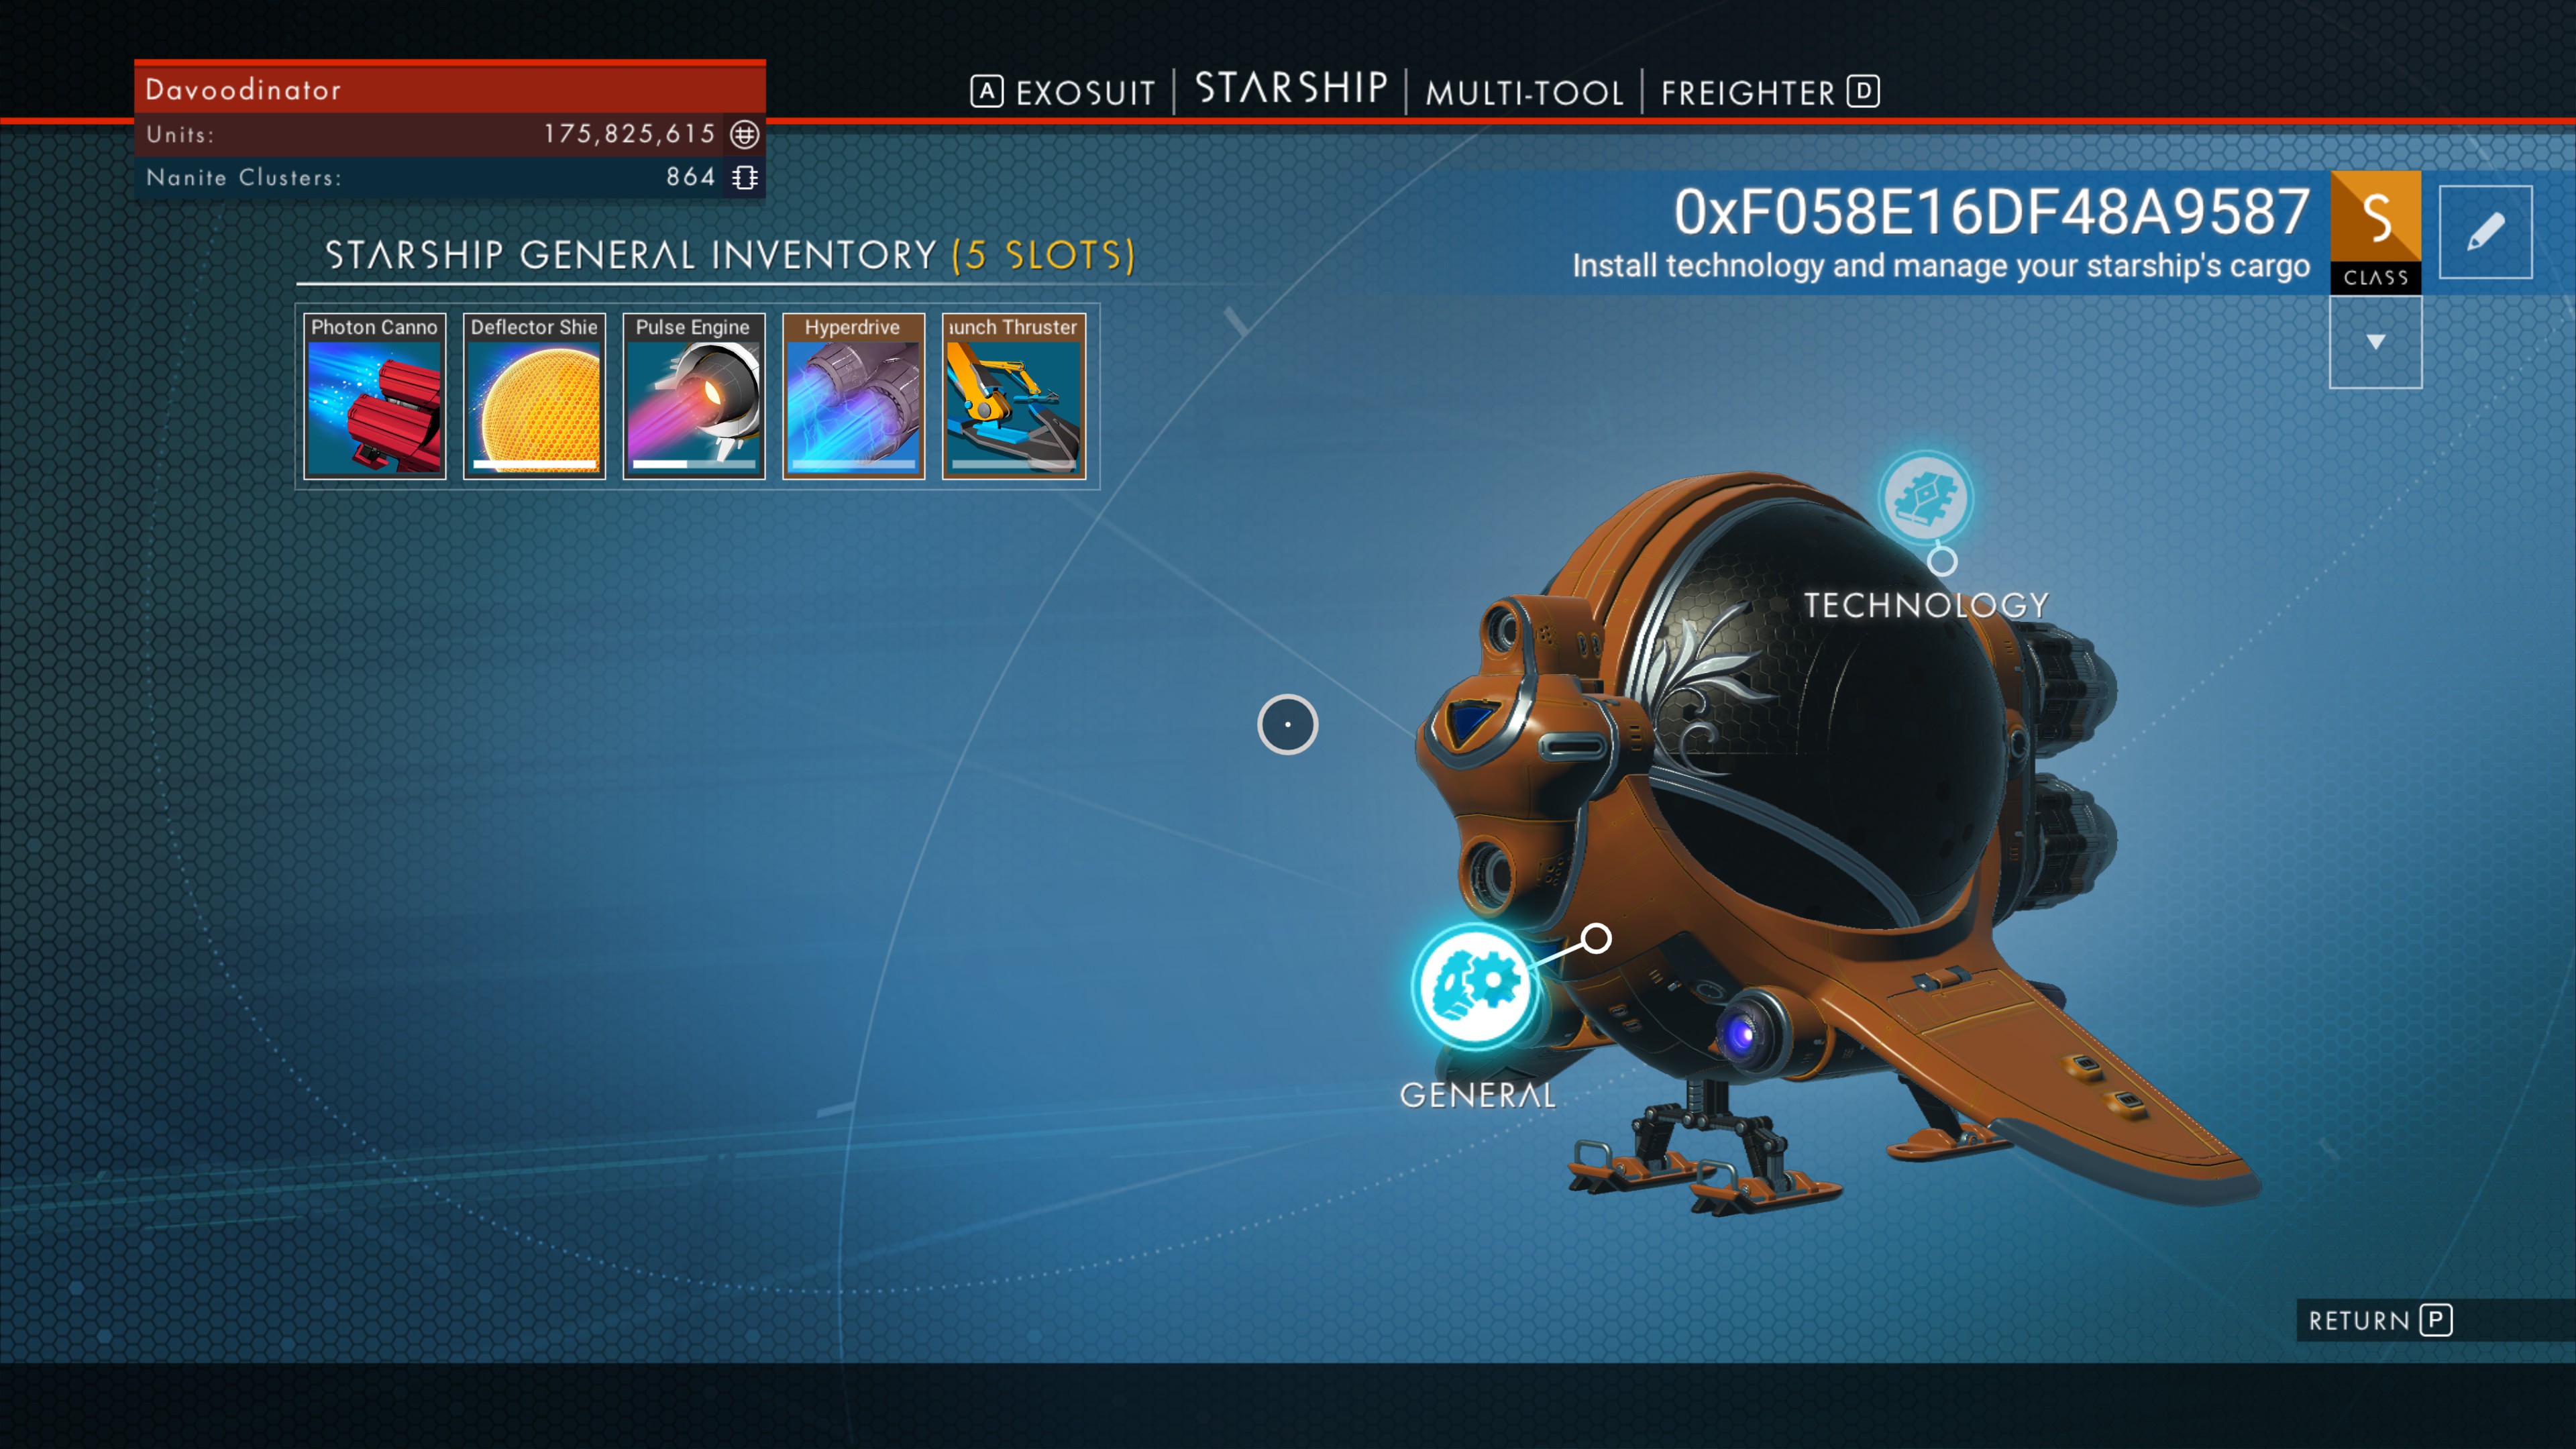 Davoodinator
Units: 175,825,615
Nanite Clusters: 864
A EXOSUIT STARSHIP MULTI-TOOL FREIGHTER D
0xF058E16DF48A9587
Install technology and manage your starship's cargo
S
CLASS
STARSHIP GENERAL INVENTORY (5 SLOTS)
Photon Canno Deflector Shie Pulse Engine Hyperdrive aunch Thruster
TECHNOLOGY
GENERAL
RETURN P